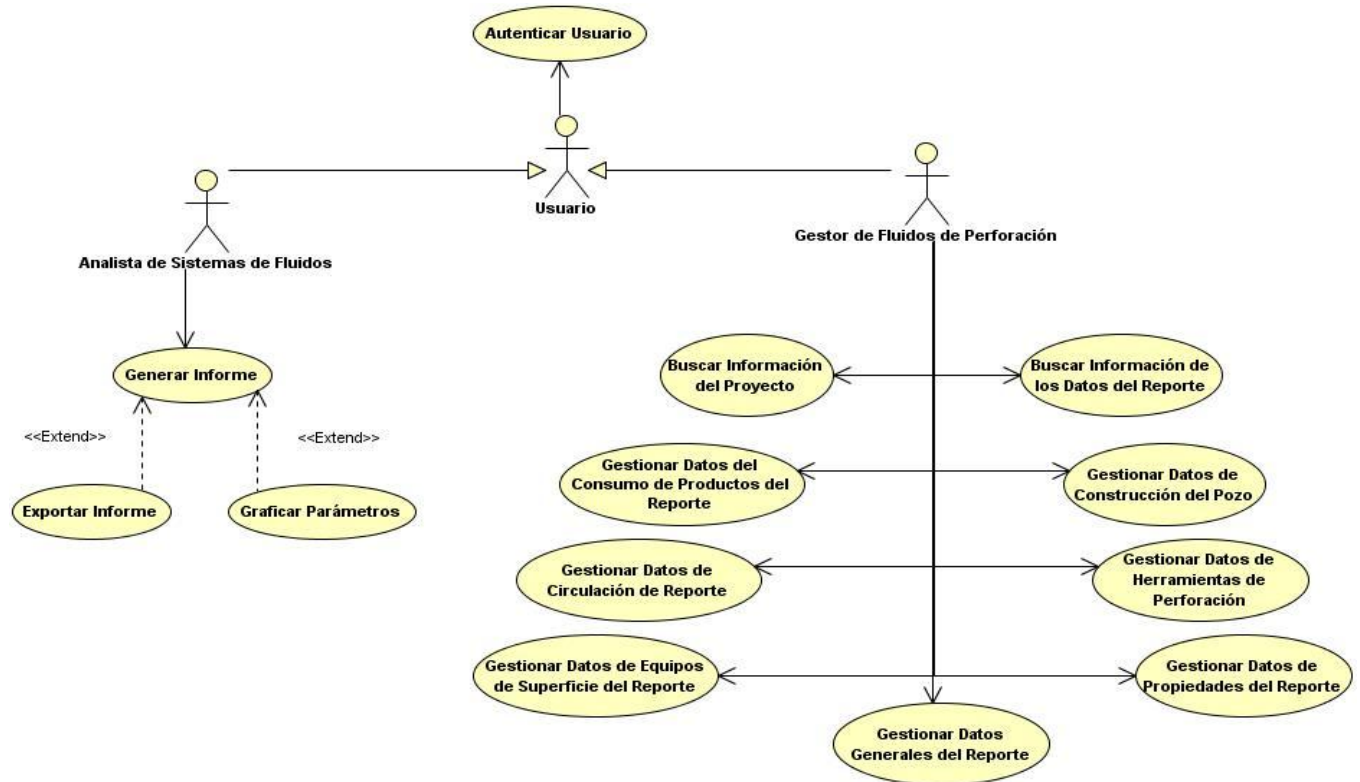 Autenticar Usuario
Usuario
Analista de Sistemas de Fluidos
Gestor de Fluidos de Perforación
Generar Informe
<<Extend>>
<<Extend>>
Exportar Informe
Graficar Parámetros
Buscar Información
del Proyecto
Buscar Información de
los Datos del Reporte
Gestionar Datos del
Consumo de Productos del
Reporte
Gestionar Datos de
Construcción del Pozo
Gestionar Datos de
Circulación de Reporte
Gestionar Datos de
Herramientas de
Perforación
Gestionar Datos de Equipos
de Superficie del Reporte
Gestionar Datos de
Propiedades del Reporte
Gestionar Datos
Generales del Reporte